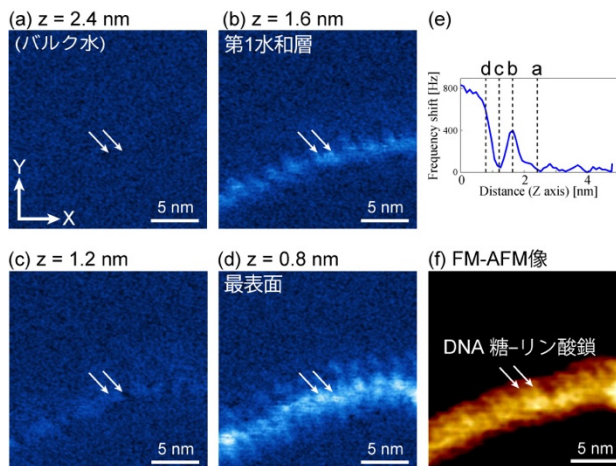 (a) z = 2.4 nm
(バルク水)
Y
X
5 nm
(b) z = 1.6 nm
第1水和層
5 nm
(e)
d c b a
Frequency shift [Hz]
800
400
0
0 2 4
Distance (Z axis) [nm]
(c) z = 1.2 nm
5 nm
(d) z = 0.8 nm
最表面
5 nm
(f) FM-AFM像
DNA 糖–リン酸鎖
5 nm